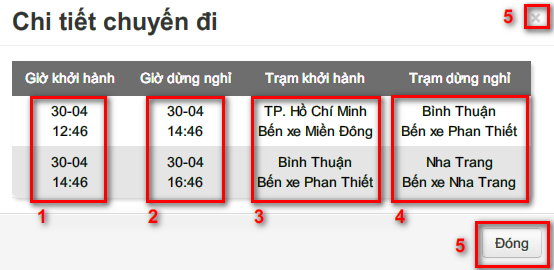 Chi tiết chuyến đi 5 ×
Giờ khởi hành Giờ dừng nghỉ Trạm khởi hành Trạm dừng nghỉ
30-04 30-04 TP. Hồ Chí Minh Bình Thuận
12:46 14:46 Bến xe Miền Đông Bến xe Phan Thiết
30-04 30-04 Bình Thuận Nha Trang
14:46 16:46 Bến xe Phan Thiết Bến xe Nha Trang
1 2 3 4
5 Đóng